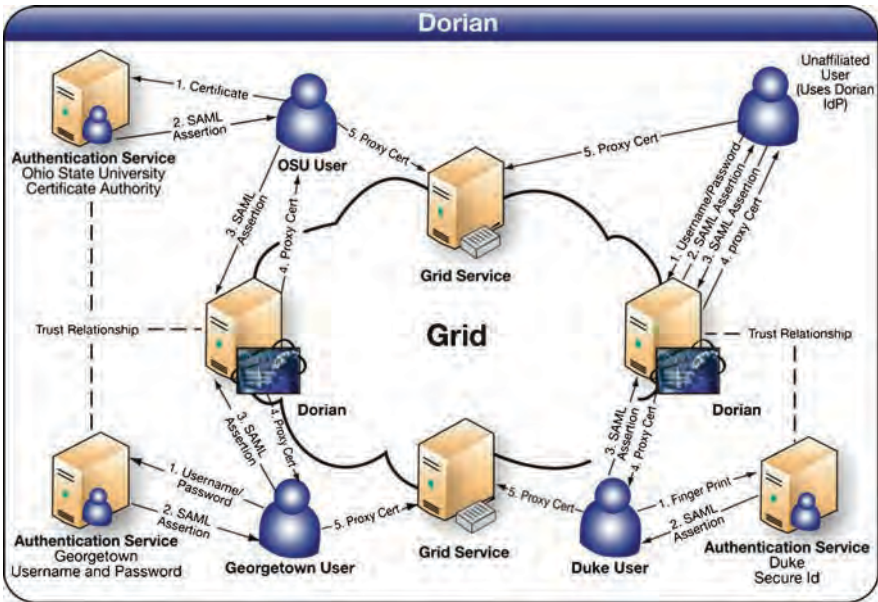 Dorian
1. Certificate
2. SAML
Assertion
Authentication Service
Ohio State University
Certificate Authority
OSU User
5. Proxy Cert
3. SAML
Assertion
4. Proxy Cert
Grid Service
5. Proxy Cert
Unaffiliated
User
(Uses Dorian
IdP)
1. Username/Password
2. SAML Assertion
3. SAML Assertion
4. proxy Cert
Trust Relationship
Dorian
Grid
Dorian
Trust Relationship
3. SAML
Assertion
4. Proxy Cert
1. Username/
Password
2. SAML
Assertion
Authentication Service
Georgetown
Username and Password
Georgetown User
5. Proxy Cert
Grid Service
5. Proxy Cert
3. SAML
Assertion
4. Proxy Cert
Duke User
1. Finger Print
2. SAML
Assertion
Authentication Service
Duke
Secure Id